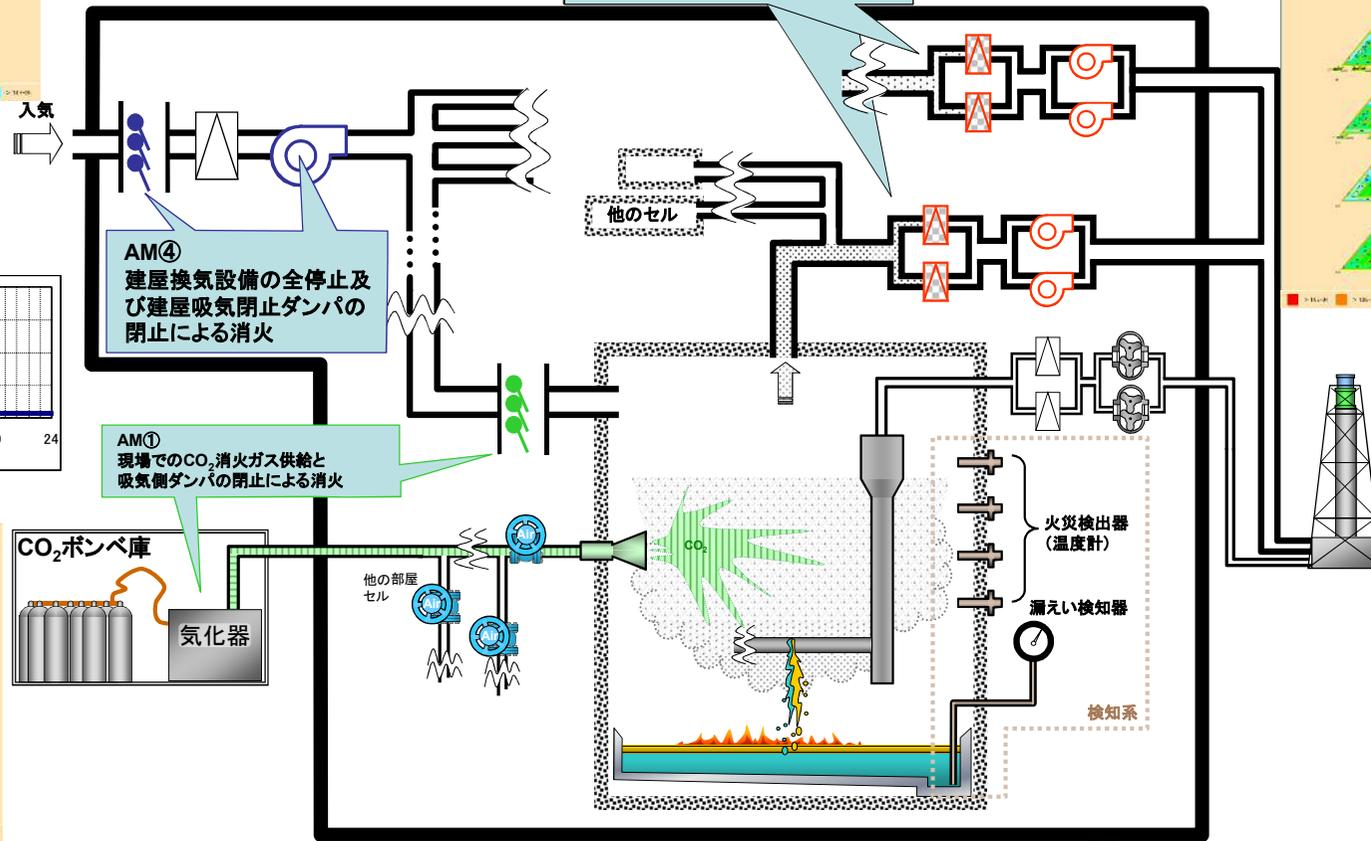 入気
他のセル
AM④
建屋換気設備の全停止及
び建屋吸気閉止ダンパの
閉止による消火
24
AM①
現場でのCO₂消火ガス供給と
吸気側ダンパの閉止による消火
CO₂ボンベ庫
気化器
他の部屋
セル
Air
Air
Air
CO₂
火災検出器
(温度計)
漏えい検知器
検知系